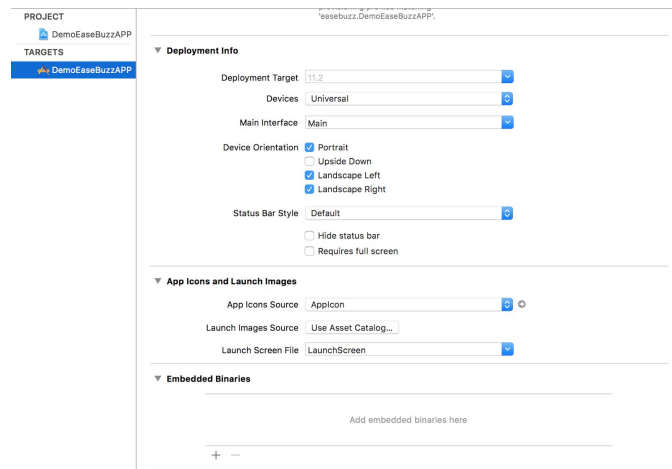 PROJECT
DemoEaseBuzzAPP
TARGETS
DemoEaseBuzzAPP
provisioning profiles matching
'easebuzz.DemoEaseBuzzAPP'.
Deployment Info
Deployment Target 11.2
Devices Universal
Main Interface Main
Device Orientation Portrait
Upside Down
Landscape Left
Landscape Right
Status Bar Style Default
Hide status bar
Requires full screen
App Icons and Launch Images
App Icons Source AppIcon
Launch Images Source Use Asset Catalog...
Launch Screen File LaunchScreen
Embedded Binaries
Add embedded binaries here